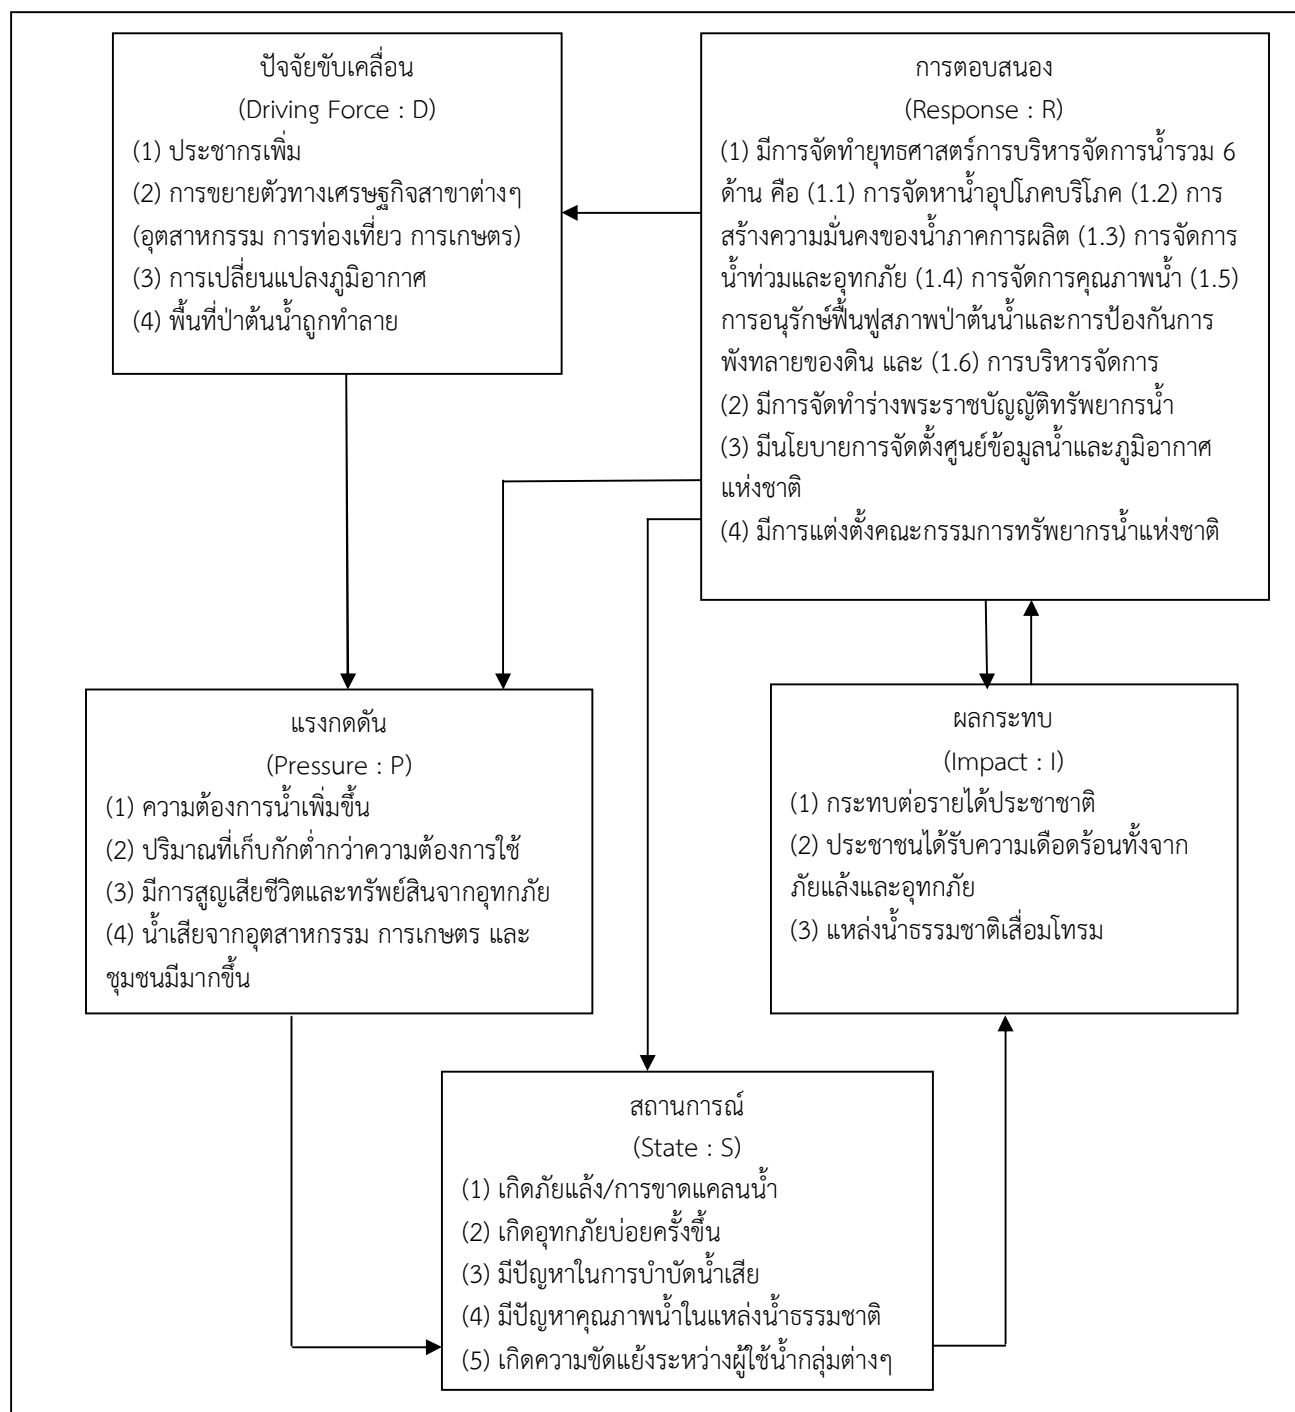 ปัจจัยขับเคลื่อน
(Driving Force : D)
(1) ประชากรเพิ่ม
(2) การขยายตัวทางเศรษฐกิจสาขาต่างๆ
(อุตสาหกรรม การท่องเที่ยว การเกษตร)
(3) การเปลี่ยนแปลงภูมิอากาศ
(4) พื้นที่ป่าต้นน้ำถูกทำลาย
การตอบสนอง
(Response : R)
(1) มีการจัดทำยุทธศาสตร์การบริหารจัดการน้ำรวม 6
ด้าน คือ (1.1) การจัดหาน้ำอุปโภคบริโภค (1.2) การ
สร้างความมั่นคงของน้ำภาคการผลิต (1.3) การจัดการ
น้ำท่วมและอุทกภัย (1.4) การจัดการคุณภาพน้ำ (1.5)
การอนุรักษ์ฟื้นฟูสภาพป่าต้นน้ำและการป้องกันการ
พังทลายของดิน และ (1.6) การบริหารจัดการ
(2) มีการจัดทำร่างพระราชบัญญัติทรัพยากรน้ำ
(3) มีนโยบายการจัดตั้งศูนย์ข้อมูลน้ำและภูมิอากาศ
แห่งชาติ
(4) มีการแต่งตั้งคณะกรรมการทรัพยากรน้ำแห่งชาติ
แรงกดดัน
(Pressure : P)
(1) ความต้องการน้ำเพิ่มขึ้น
(2) ปริมาณที่เก็บกักต่ำกว่าความต้องการใช้
(3) มีการสูญเสียชีวิตและทรัพย์สินจากอุทกภัย
(4) น้ำเสียจากอุตสาหกรรม การเกษตร และ
ชุมชนมีมากขึ้น
ผลกระทบ
(Impact : I)
(1) กระทบต่อรายได้ประชาชาติ
(2) ประชาชนได้รับความเดือดร้อนทั้งจาก
ภัยแล้งและอุทกภัย
(3) แหล่งน้ำธรรมชาติเสื่อมโทรม
สถานการณ์
(State : S)
(1) เกิดภัยแล้ง/การขาดแคลนน้ำ
(2) เกิดอุทกภัยบ่อยครั้งขึ้น
(3) มีปัญหาในการบำบัดน้ำเสีย
(4) มีปัญหาคุณภาพน้ำในแหล่งน้ำธรรมชาติ
(5) เกิดความขัดแย้งระหว่างผู้ใช้น้ำกลุ่มต่างๆ